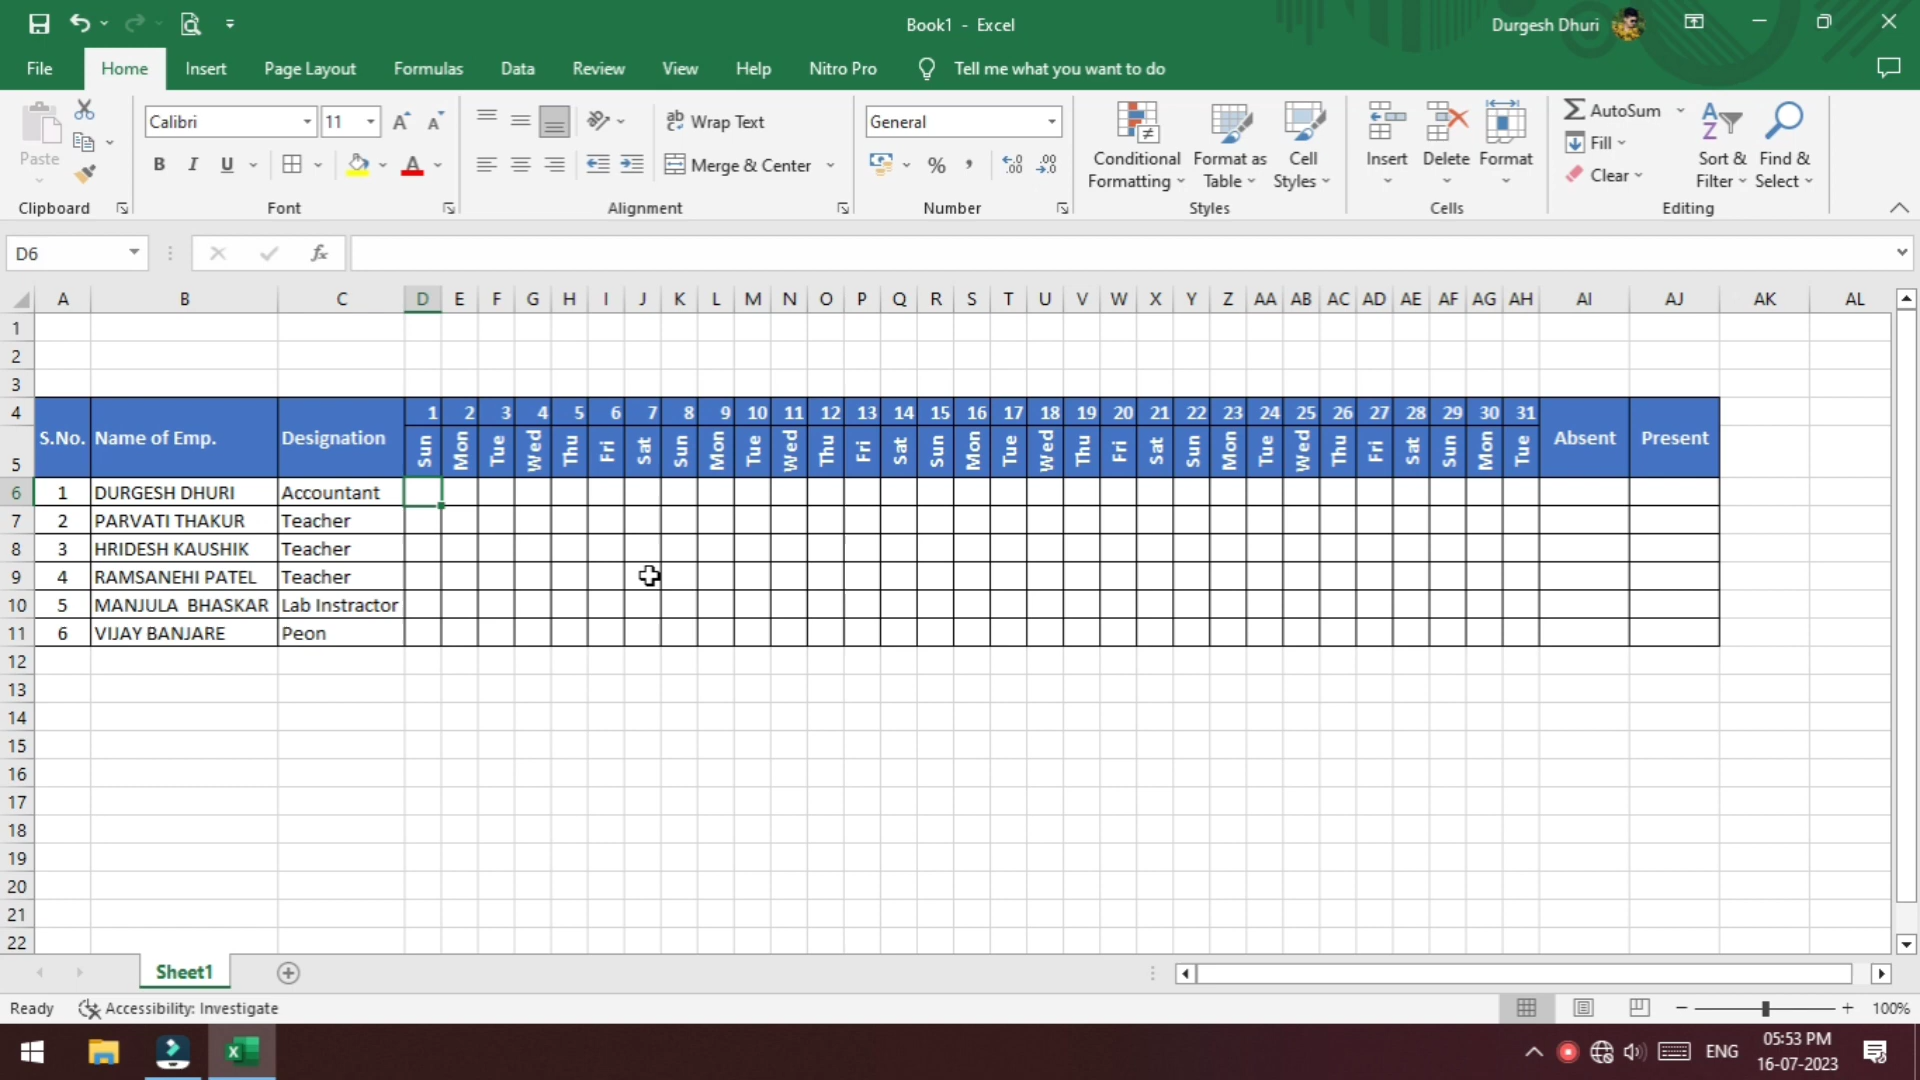 Book1 - Excel
Durgesh Dhuri
File Home Insert Page Layout Formulas Data Review View Help Nitro Pro Tell me what you want to do
Paste
Clipboard
Calibri 11
B I U A
Font
ab Wrap Text
Merge & Center
Alignment
General
% , .00 .00
Number
Conditional Formatting
Format as Table
Cell Styles
Styles
Insert Delete Format
Cells
AutoSum
Fill
Clear
Sort & Filter
Find & Select
Editing
D6 fx
A B C D E F G H I J K L M N O P Q R S T U V W X Y Z AA AB AC AD AE AF AG AH AI AJ AK AL
1
2
3
4 S.No. Name of Emp. Designation 1 2 3 4 5 6 7 8 9 10 11 12 13 14 15 16 17 18 19 20 21 22 23 24 25 26 27 28 29 30 31 Absent Present
5 Sun Mon Tue Wed Thu Fri Sat Sun Mon Tue Wed Thu Fri Sat Sun Mon Tue Wed Thu Fri Sat Sun Mon Tue Wed Thu Fri Sat Sun Mon Tue
6 1 DURGESH DHURI Accountant
7 2 PARVATI THAKUR Teacher
8 3 HRIDESH KAUSHIK Teacher
9 4 RAMSANEHI PATEL Teacher
10 5 MANJULA BHASKAR Lab Instractor
11 6 VIJAY BANJARE Peon
12
13
14
15
16
17
18
19
20
21
22
Sheet1
Ready Accessibility: Investigate 100%
ENG 05:53 PM
16-07-2023